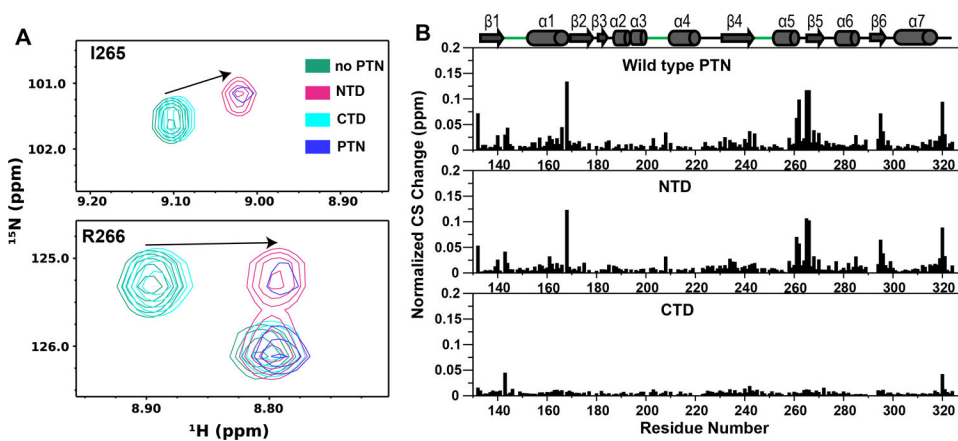 A
I265
no PTN
NTD
CTD
PTN
101.0
102.0
9.20 9.10 9.00 8.90
¹⁵N (ppm)
R266
125.0
126.0
8.90 8.80
¹H (ppm)
B
β1 α1 β2 β3 α2 α3 α4 β4 α5 β5 α6 β6 α7
Normalized CS Change (ppm)
Wild type PTN
0.2
0.15
0.1
0.05
0
140 160 180 200 220 240 260 280 300 320
NTD
0.2
0.15
0.1
0.05
0
140 160 180 200 220 240 260 280 300 320
CTD
0.2
0.15
0.1
0.05
0
140 160 180 200 220 240 260 280 300 320
Residue Number